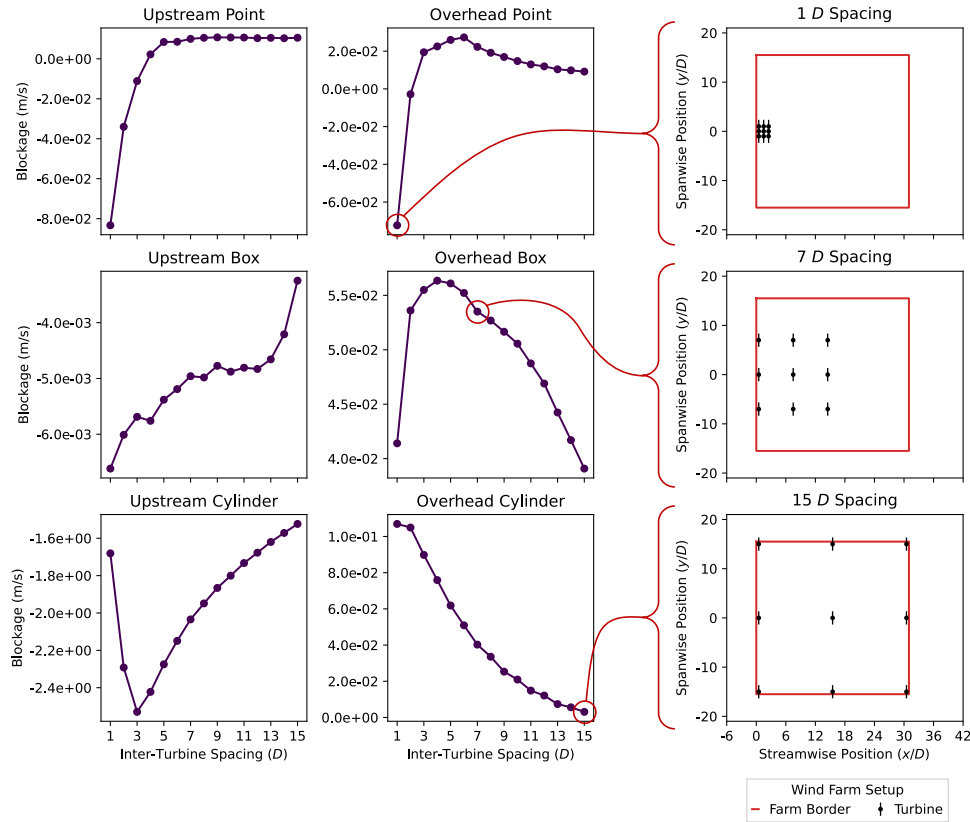 Upstream Point
Overhead Point
1 D Spacing
Blockage (m/s)
0.0e+00
-2.0e-02
-4.0e-02
-6.0e-02
-8.0e-02
2.0e-02
0.0e+00
-2.0e-02
-4.0e-02
-6.0e-02
Spanwise Position (y/D)
20
10
0
-10
-20
Upstream Box
Overhead Box
7 D Spacing
Blockage (m/s)
-4.0e-03
-5.0e-03
-6.0e-03
5.5e-02
5.0e-02
4.5e-02
4.0e-02
Spanwise Position (y/D)
20
10
0
-10
-20
Upstream Cylinder
Overhead Cylinder
15 D Spacing
Blockage (m/s)
-1.6e+00
-1.8e+00
-2.0e+00
-2.2e+00
-2.4e+00
1.0e-01
8.0e-02
6.0e-02
4.0e-02
2.0e-02
0.0e+00
Spanwise Position (y/D)
20
10
0
-10
-20
1 3 5 7 9 11 13 15
Inter-Turbine Spacing (D)
1 3 5 7 9 11 13 15
Inter-Turbine Spacing (D)
-6 0 6 12 18 24 30 36 42
Streamwise Position (x/D)
Wind Farm Setup
Farm Border
Turbine